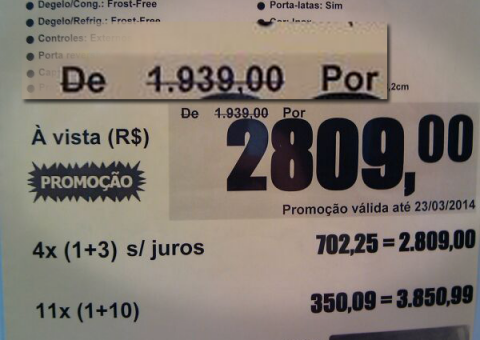 Degelo/Cong.: Frost-Free
Porta-latas: Sim
Degelo/Refrig.: Frost-Free
Controles:
De 1.939,00 Por
2cm
De 1.939,00 Por
À vista (R$)
2809,00
PROMOÇÃO
Promoção válida até 23/03/2014
4x (1+3) s/ juros
702,25 = 2.809,00
11x (1+10)
350,09 = 3.850,99